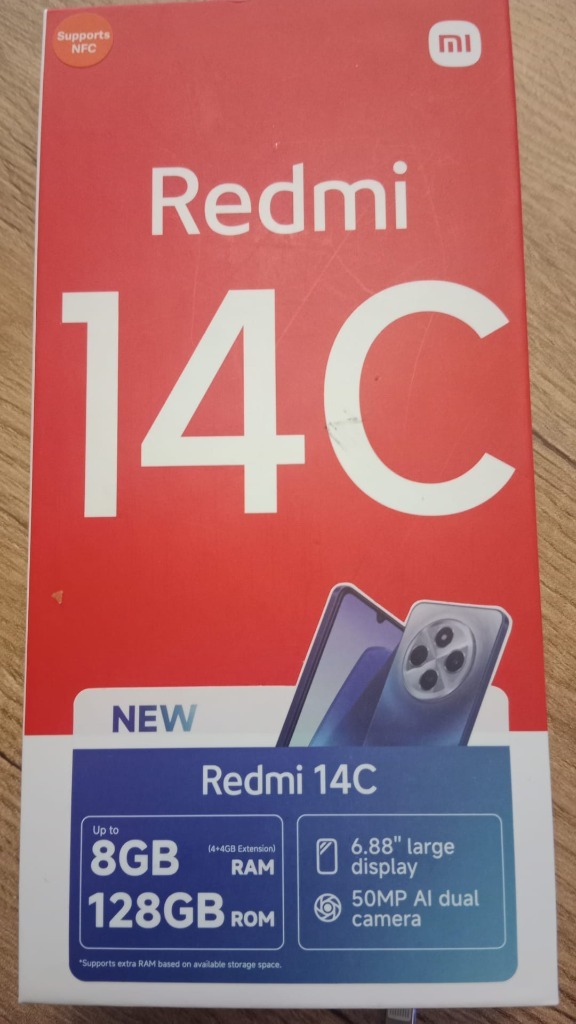 Supports
NFC
mi
Redmi
14C
NEW
Redmi 14C
Up to
8GB (4+4GB Extension) RAM
128GB ROM
6.88" large
display
50MP AI dual
camera
*Supports extra RAM based on available storage space.